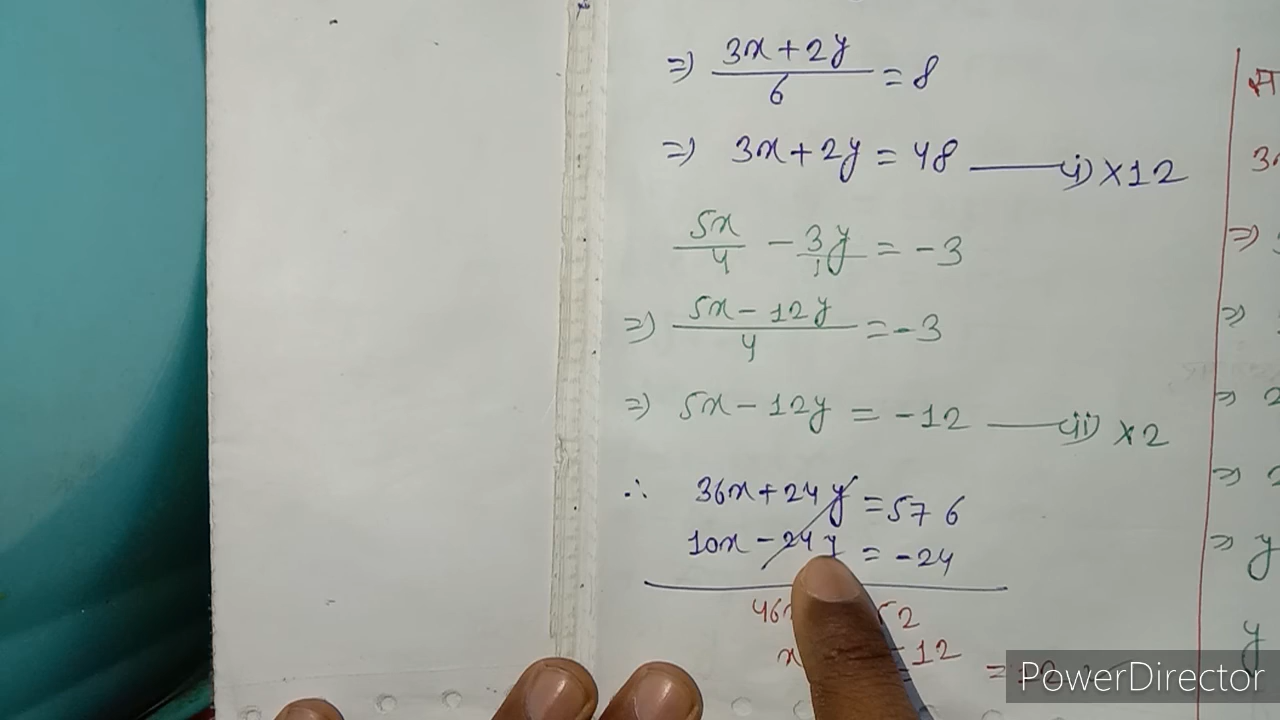 ⇒ 3x+2y/6 = 8
⇒ 3x+2y = 48 —— i) ×12
5x/4 - 3y/1 = -3
⇒ 5x-12y/4 = -3
⇒ 5x-12y = -12 —— ii) ×2
∴ 36x+24y = 576
10x-24y = -24
3
⇒
⇒
⇒
⇒
⇒ y
y
PowerDirector